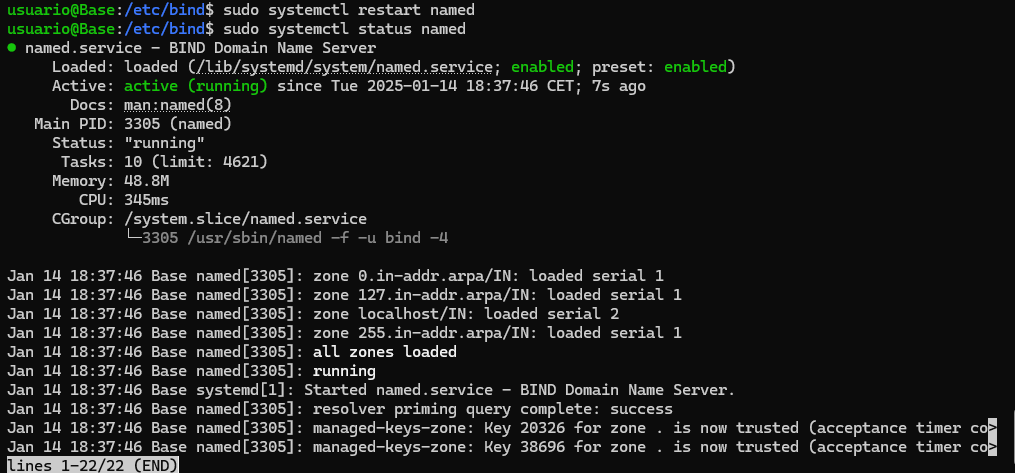 usuario@Base:/etc/bind$ sudo systemctl restart named
usuario@Base:/etc/bind$ sudo systemctl status named
● named.service - BIND Domain Name Server
     Loaded: loaded (/lib/systemd/system/named.service; enabled; preset: enabled)
     Active: active (running) since Tue 2025-01-14 18:37:46 CET; 7s ago
       Docs: man:named(8)
   Main PID: 3305 (named)
     Status: "running"
      Tasks: 10 (limit: 4621)
     Memory: 48.8M
        CPU: 345ms
     CGroup: /system.slice/named.service
             └─3305 /usr/sbin/named -f -u bind -4
Jan 14 18:37:46 Base named[3305]: zone 0.in-addr.arpa/IN: loaded serial 1
Jan 14 18:37:46 Base named[3305]: zone 127.in-addr.arpa/IN: loaded serial 1
Jan 14 18:37:46 Base named[3305]: zone localhost/IN: loaded serial 2
Jan 14 18:37:46 Base named[3305]: zone 255.in-addr.arpa/IN: loaded serial 1
Jan 14 18:37:46 Base named[3305]: all zones loaded
Jan 14 18:37:46 Base named[3305]: running
Jan 14 18:37:46 Base systemd[1]: Started named.service - BIND Domain Name Server.
Jan 14 18:37:46 Base named[3305]: resolver priming query complete: success
Jan 14 18:37:46 Base named[3305]: managed-keys-zone: Key 20326 for zone . is now trusted (acceptance timer co>
Jan 14 18:37:46 Base named[3305]: managed-keys-zone: Key 38696 for zone . is now trusted (acceptance timer co>
lines 1-22/22 (END)